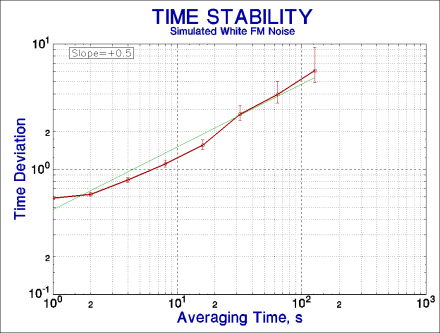 TIME STABILITY
Simulated White FM Noise
Slope=+0.5
10¹
2
10⁰
2
10⁻¹
Time Deviation
10⁰ 2 10¹ 2 10² 2 10³
Averaging Time, s